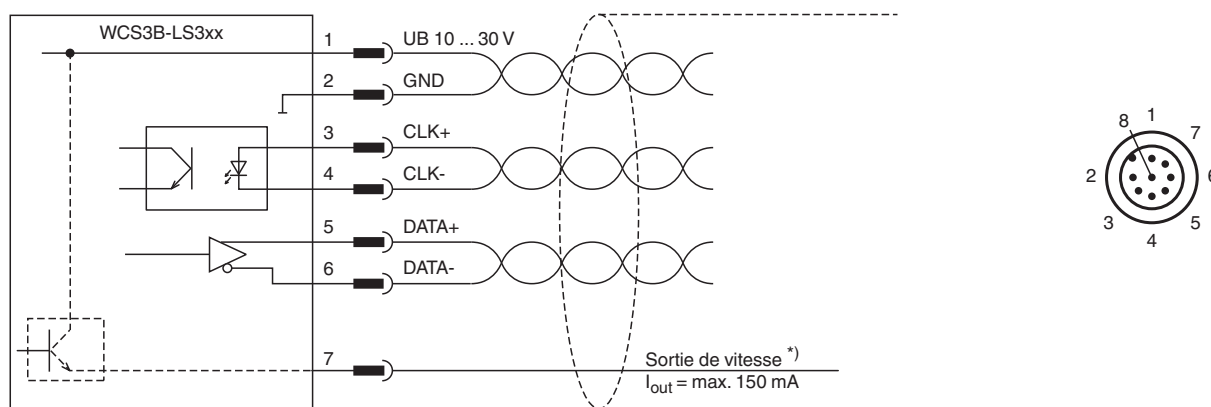 WCS3B-LS3xx
1 UB 10 ... 30 V
2 GND
3 CLK+
4 CLK-
5 DATA+
6 DATA-
7 Sortie de vitesse *)
Iout = max. 150 mA
8 1 7
2 6
3 5
4